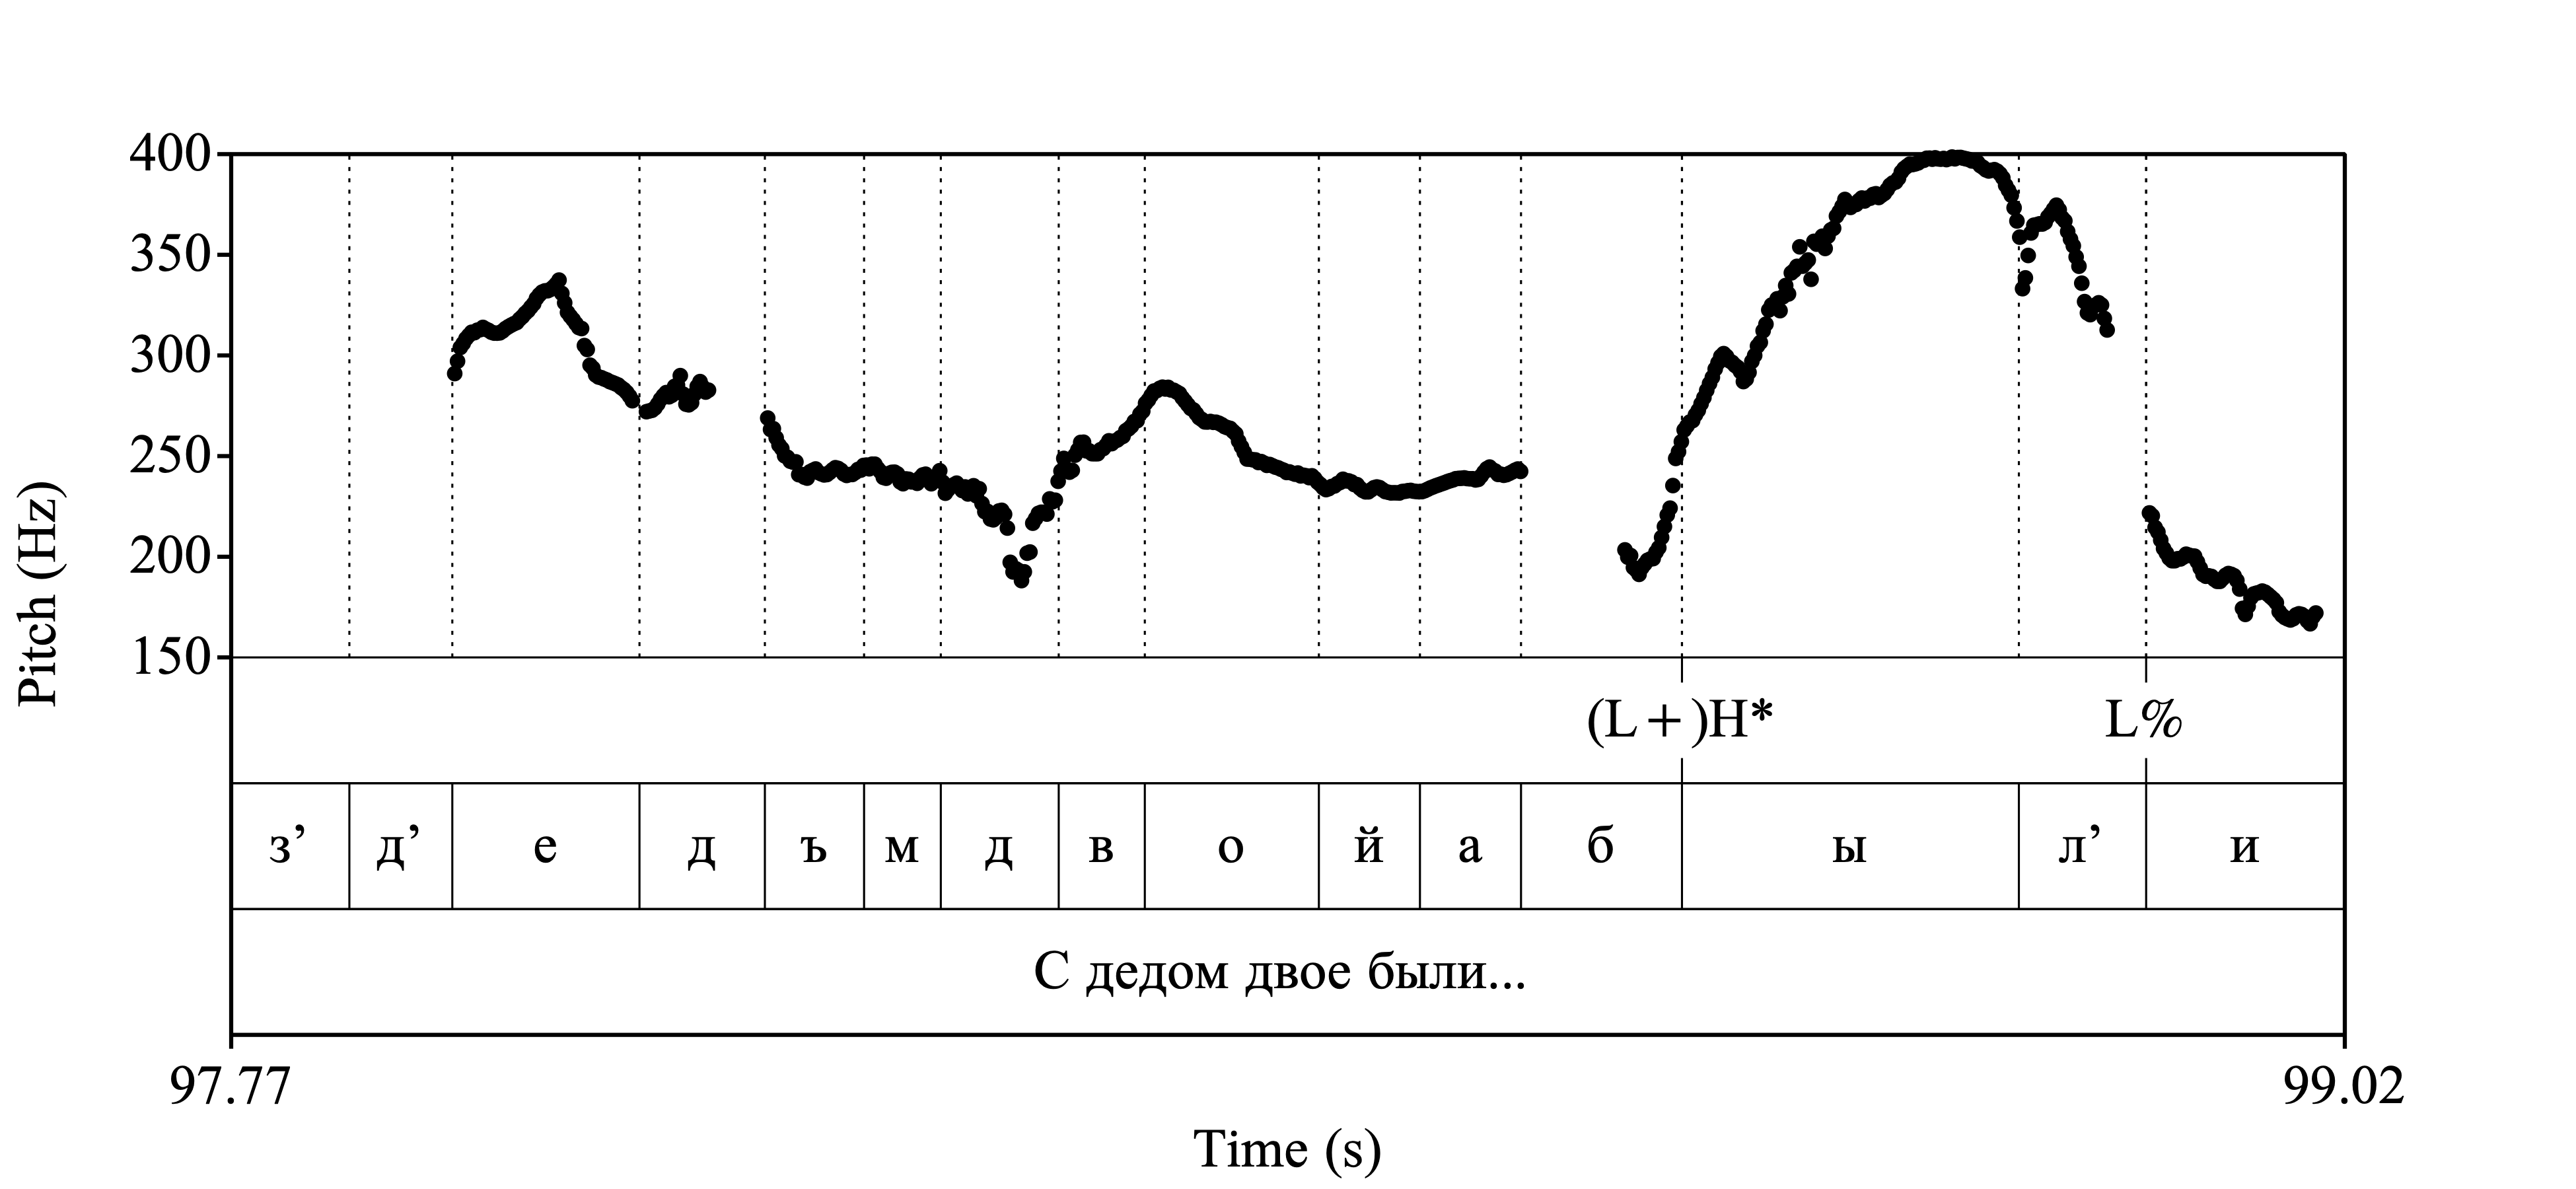 400
350
300
250
200
150
Pitch (Hz)
(L+)H* L%
з’ д’ е д ъ м д в о й а б ы л’ и
С дедом двое были...
97.77 99.02
Time (s)